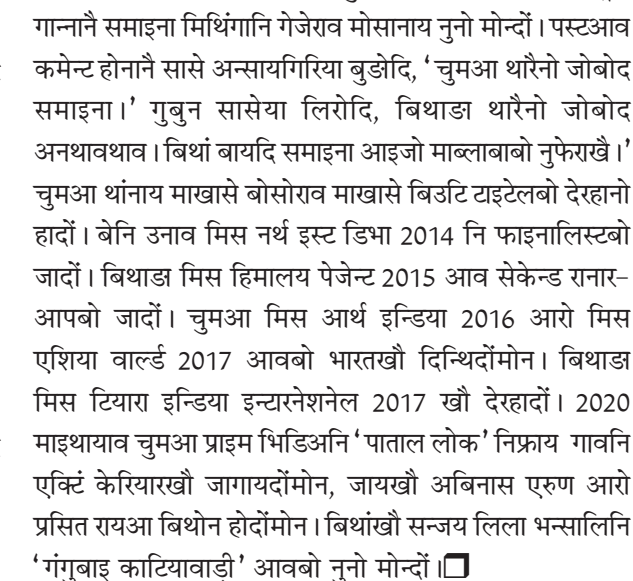 गान्नानै समाइना मिथिंगानि गेजेराव मोसानाय नुनो मोन्दों। पस्टआव
कमेन्ट होनानै सासे अन्सायगिरिया बुङोदि, ‘चुमआ थारैनो जोबोद
समाइना।’ गुबुन सासेया लिरोदि, बिथाङा थारैनो जोबोद
अनथावथाव। बिथां बायदि समाइना आइजो माब्लाबाबो नुफेराखै।’
चुमआ थांनाय माखासे बोसोराव माखासे बिउटि टाइटेलबो देरहानो
हादों। बेनि उनाव मिस नर्थ इस्ट डिभा 2014 नि फाइनालिस्टबो
जादों। बिथाङा मिस हिमालय पेजेन्ट 2015 आव सेकेन्ड रानार-
आपबो जादों। चुमआ मिस आर्थ इन्डिया 2016 आरो मिस
एशिया वार्ल्ड 2017 आवबो भारतखौ दिन्थिदोंमोन। बिथाङा
मिस टियारा इन्डिया इन्टारनेशनेल 2017 खौ देरहादों। 2020
माइथायाव चुमआ प्राइम भिडिअनि ‘पाताल लोक’ निफ्राय गावनि
एक्टिं केरियारखौ जागायदोंमोन, जायखौ अबिनास एरुण आरो
प्रसित रायआ बिथोन होदोंमोन। बिथांखौ सन्जय लिला भन्सालिनि
‘गंगुबाइ काटियावाड़ी’ आवबो नुनो मोन्दों।❒